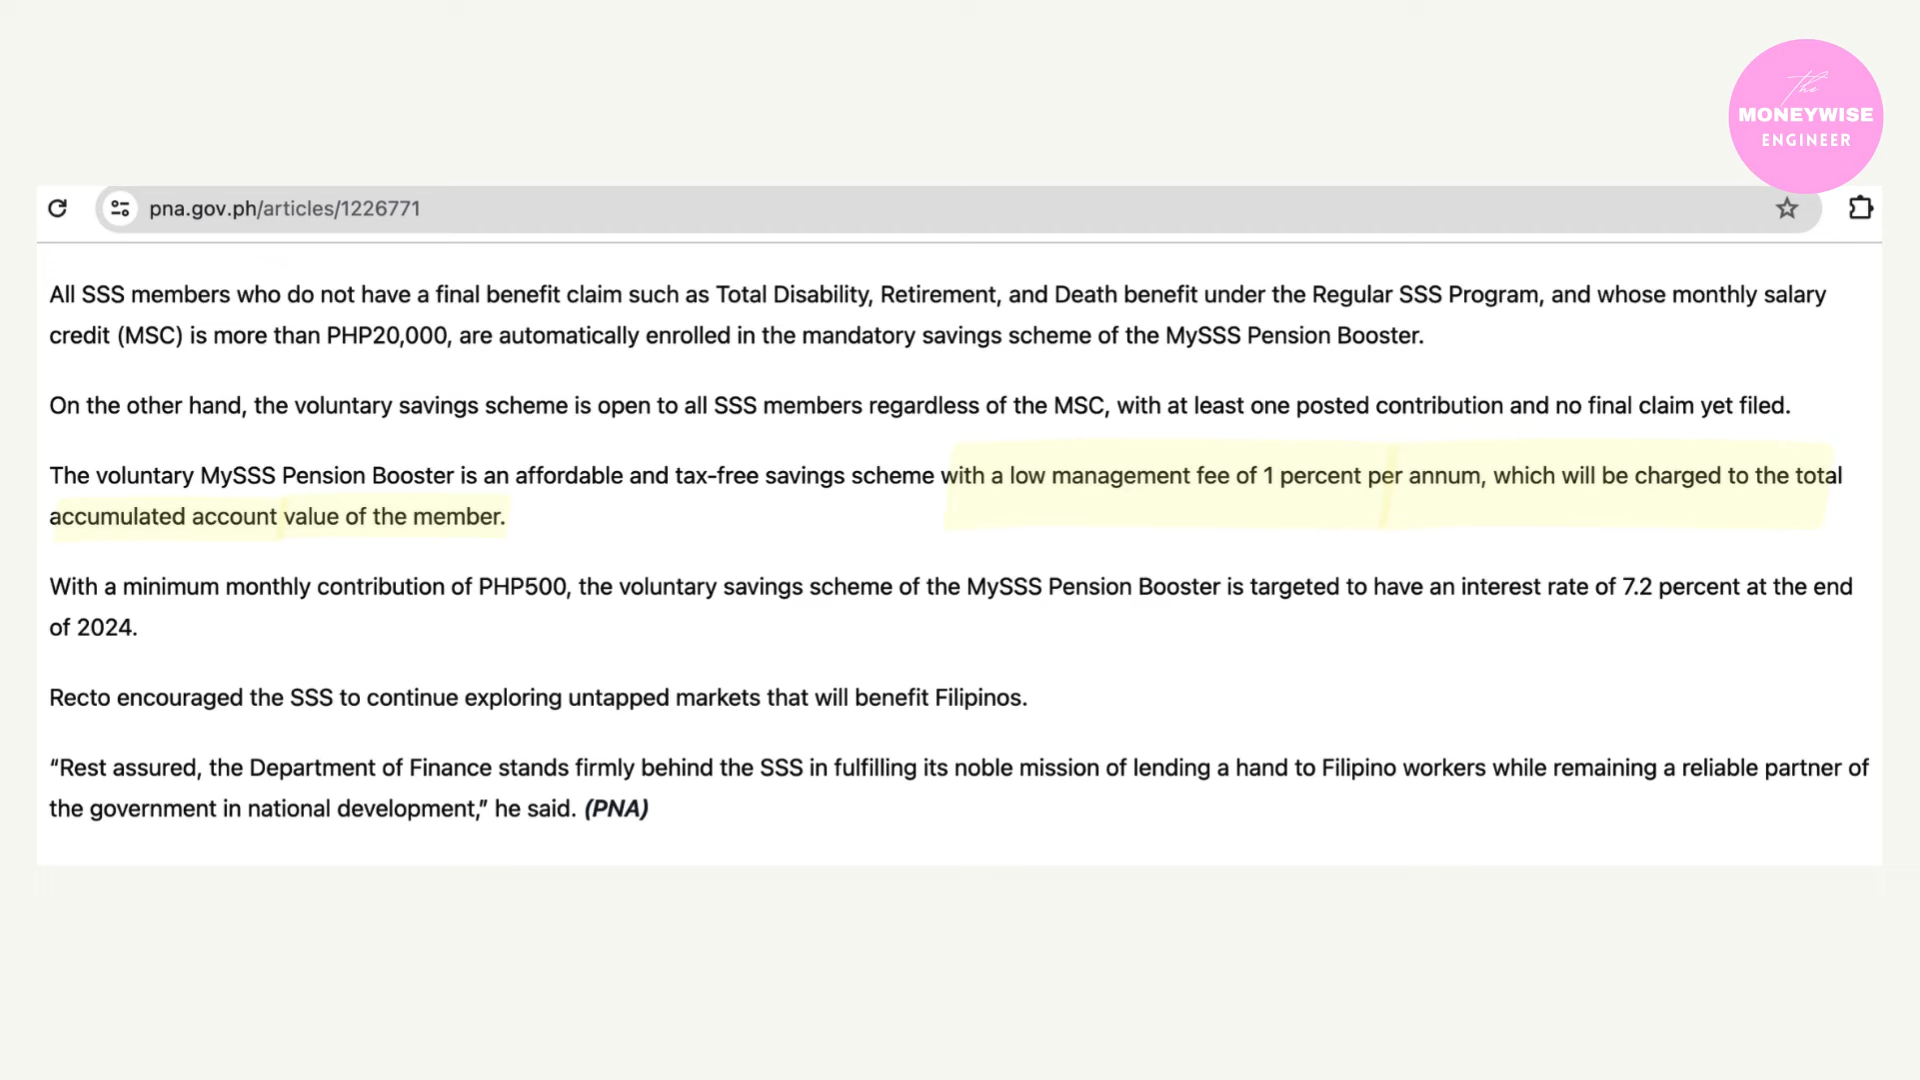 the
MONEYWISE
ENGINEER
pna.gov.ph/articles/1226771
All SSS members who do not have a final benefit claim such as Total Disability, Retirement, and Death benefit under the Regular SSS Program, and whose monthly salary
credit (MSC) is more than PHP20,000, are automatically enrolled in the mandatory savings scheme of the MySSS Pension Booster.
On the other hand, the voluntary savings scheme is open to all SSS members regardless of the MSC, with at least one posted contribution and no final claim yet filed.
The voluntary MySSS Pension Booster is an affordable and tax-free savings scheme with a low management fee of 1 percent per annum, which will be charged to the total
accumulated account value of the member.
With a minimum monthly contribution of PHP500, the voluntary savings scheme of the MySSS Pension Booster is targeted to have an interest rate of 7.2 percent at the end
of 2024.
Recto encouraged the SSS to continue exploring untapped markets that will benefit Filipinos.
“Rest assured, the Department of Finance stands firmly behind the SSS in fulfilling its noble mission of lending a hand to Filipino workers while remaining a reliable partner of
the government in national development,” he said. (PNA)